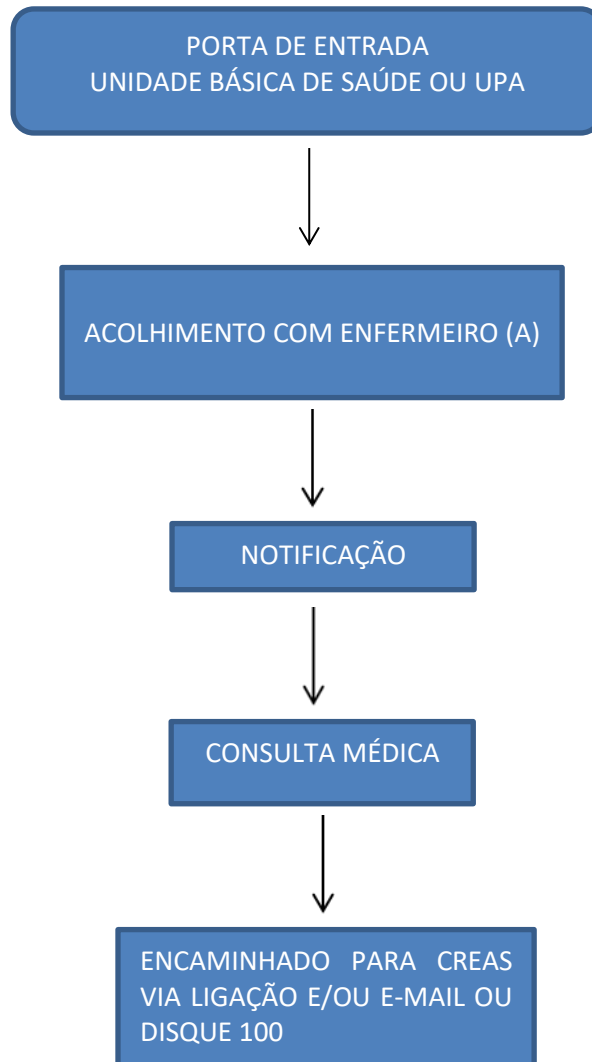 PORTA DE ENTRADA
UNIDADE BÁSICA DE SAÚDE OU UPA
ACOLHIMENTO COM ENFERMEIRO (A)
NOTIFICAÇÃO
CONSULTA MÉDICA
ENCAMINHADO PARA CREAS
VIA LIGAÇÃO E/OU E-MAIL OU
DISQUE 100